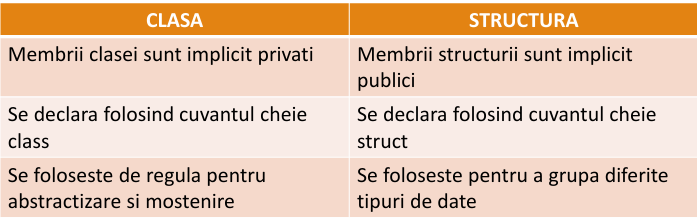 CLASA
STRUCTURA
Membrii clasei sunt implicit privati
Membrii structurii sunt implicit
publici
Se declara folosind cuvantul cheie
class
Se declara folosind cuvantul cheie
struct
Se foloseste de regula pentru
abstractizare si mostenire
Se foloseste pentru a grupa diferite
tipuri de date